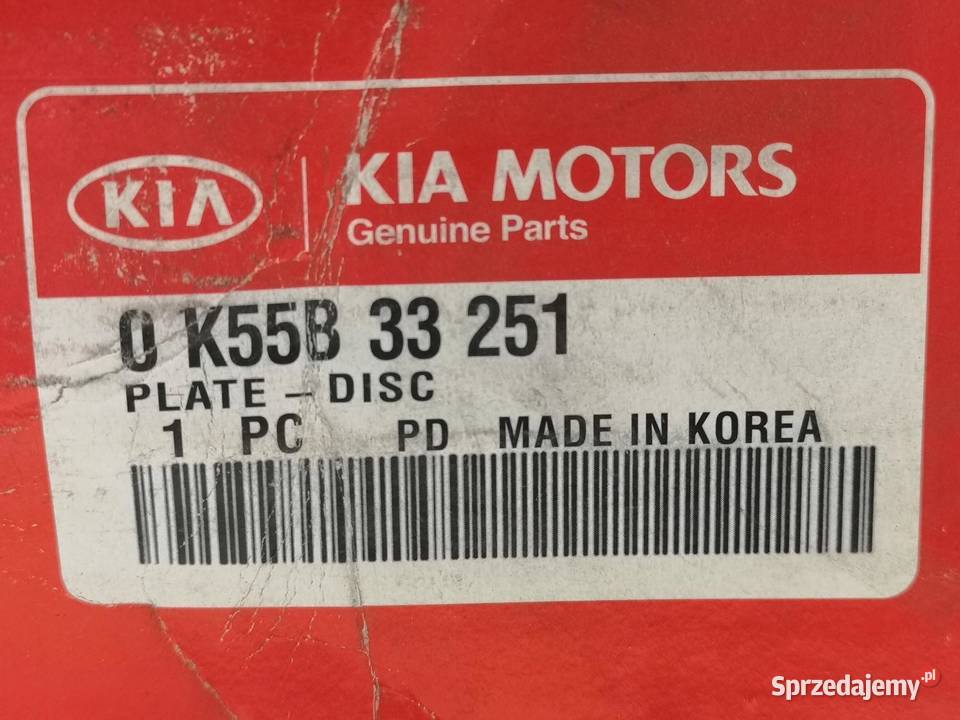 KIA
KIA MOTORS
Genuine Parts
0 K55B 33 251
PLATE – DISC
1 PC PD MADE IN KOREA
Sprzedajemy.pl